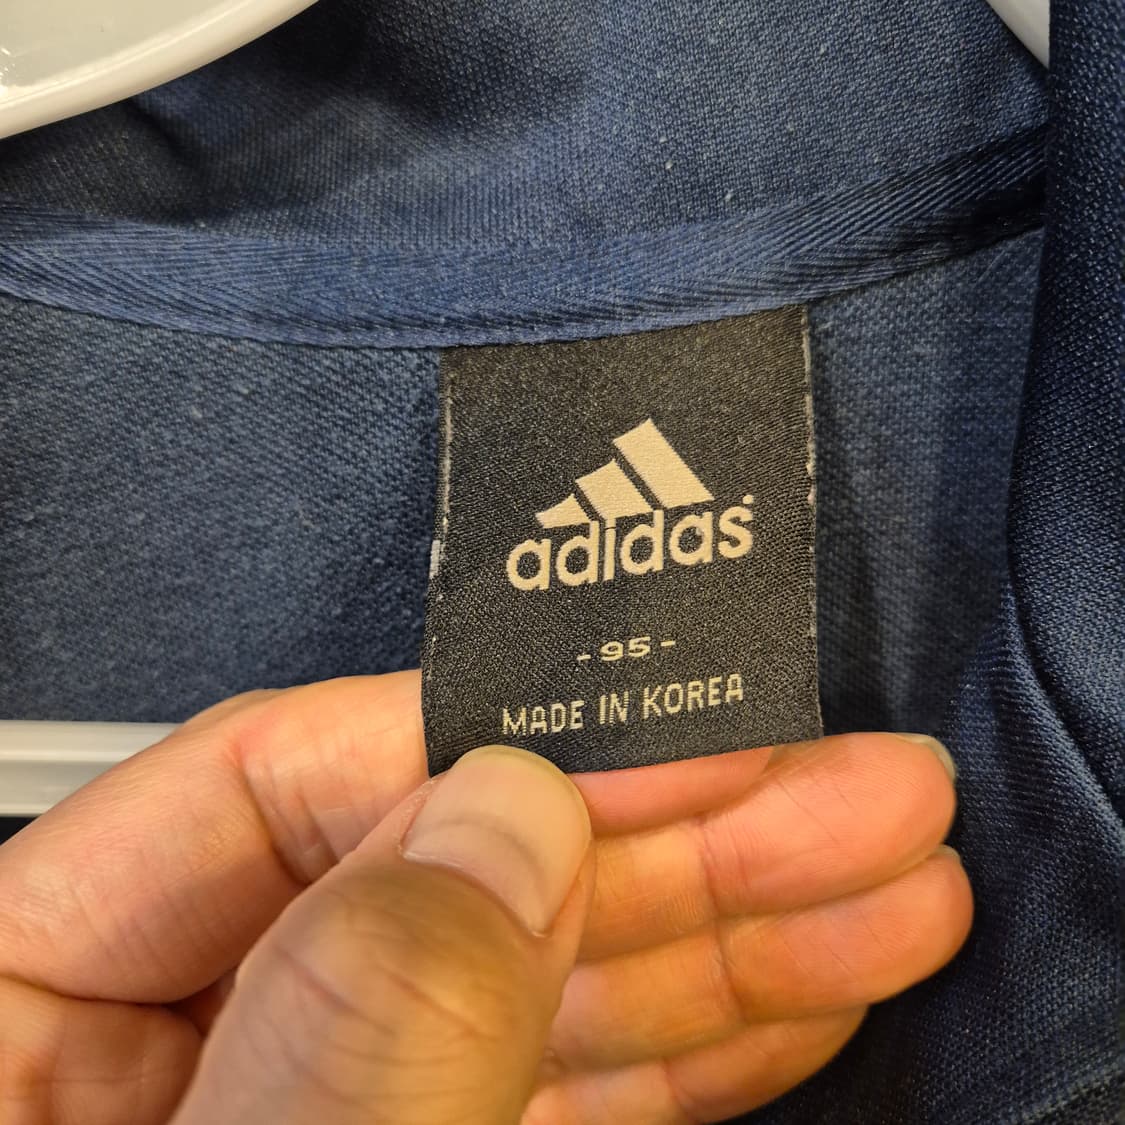 adidas
- 95 -
MADE IN KOREA